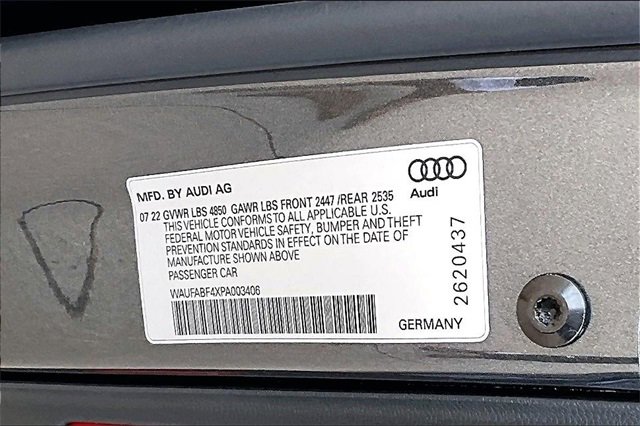 MFD. BY AUDI AG
07 22 GVWR LBS 4850 GAWR LBS FRONT 2447 /REAR 2535
THIS VEHICLE CONFORMS TO ALL APPLICABLE U.S.
FEDERAL MOTOR VEHICLE SAFETY, BUMPER AND THEFT
PREVENTION STANDARDS IN EFFECT ON THE DATE OF
MANUFACTURE SHOWN ABOVE
PASSENGER CAR
WAUFABF4XPA003406
Audi
2620437
GERMANY